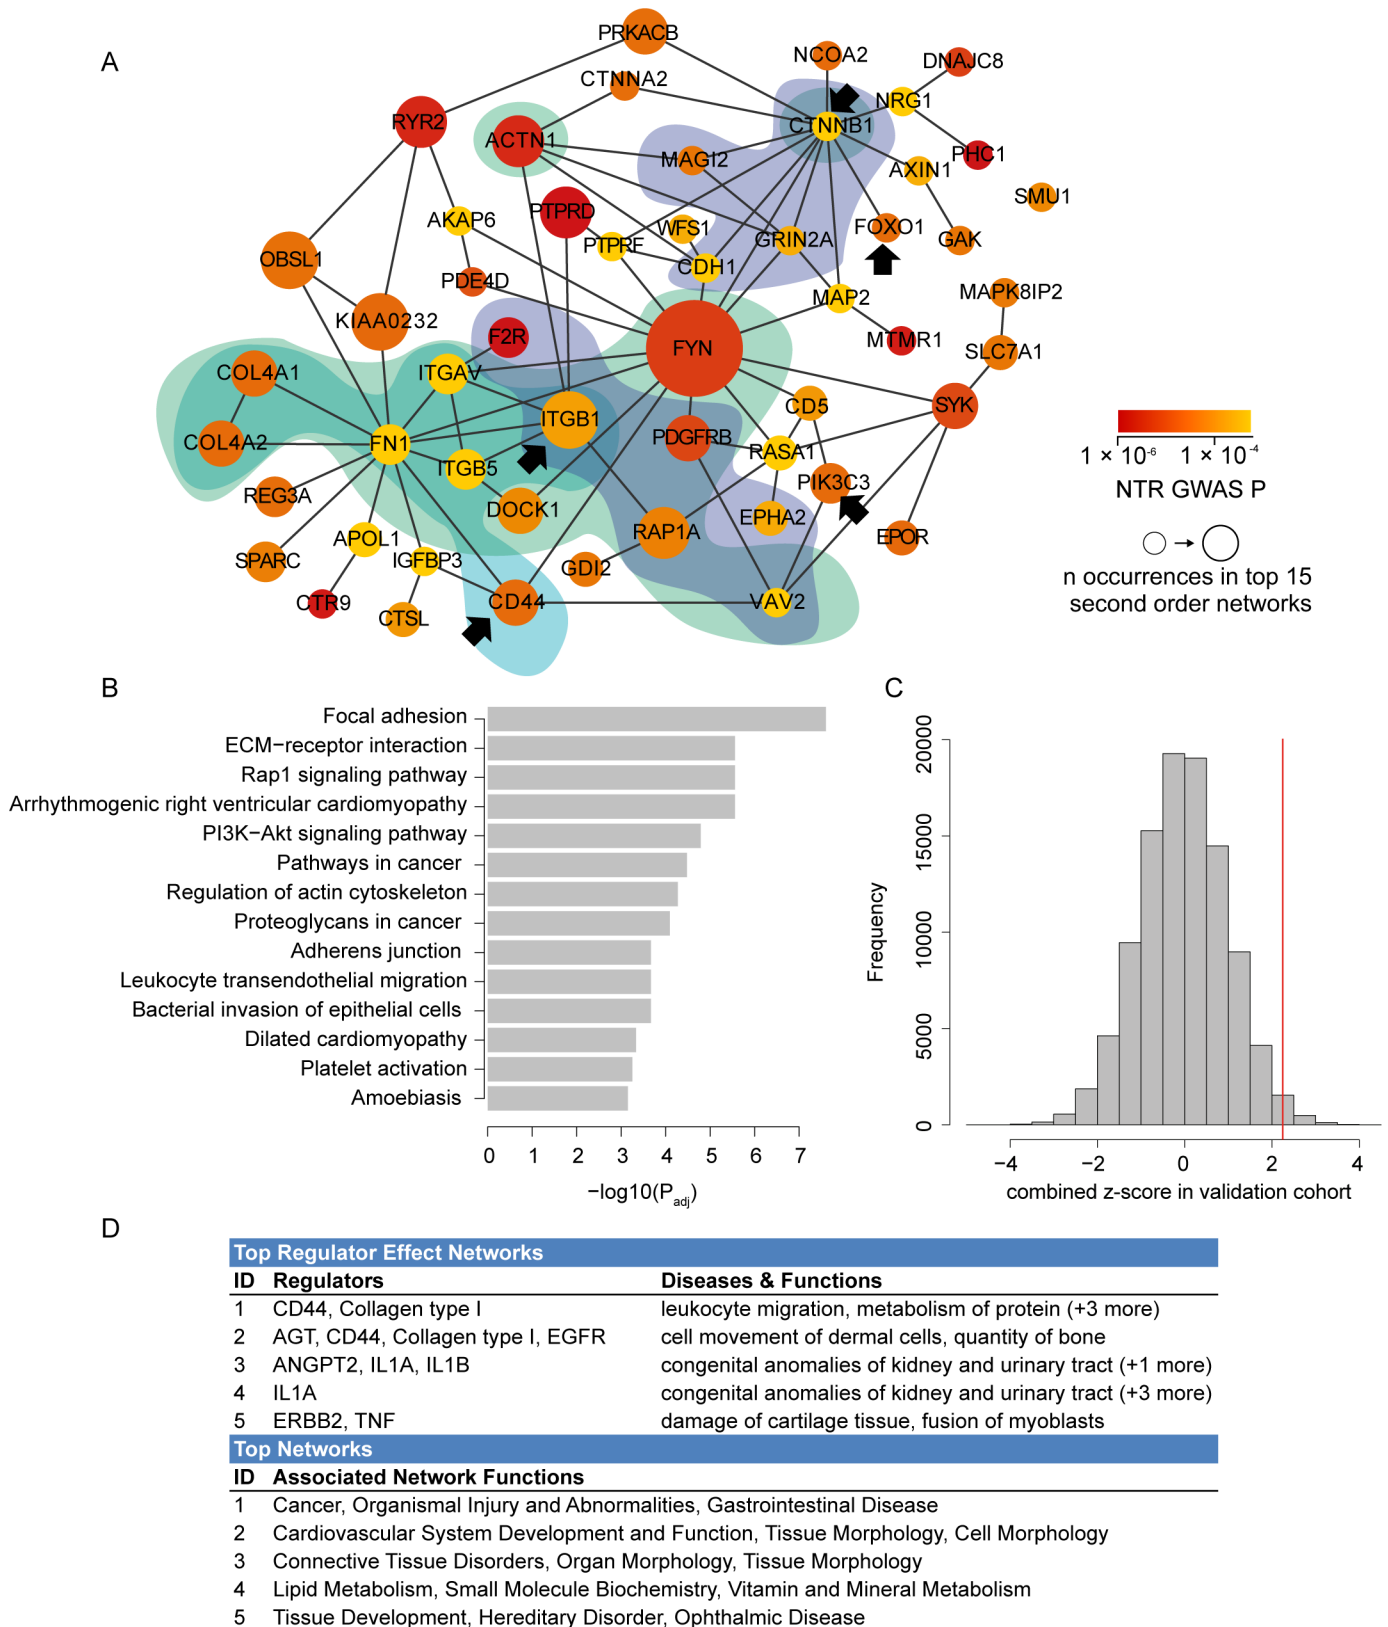 A
PRKACB
NCOA2
DNAJC8
CTNNA2
NRG1
RYR2
CTNNB1
ACTN1
PHC1
MAGI2
AXIN1
SMU1
PTPRD
AKAP6
WFS1
FOXO1
PTPRF
GRIN2A
GAK
OBSL1
CDH1
PDE4D
MAP2
MAPK8IP2
KIAA0232
F2R
MTMR1
FYN
SLC7A1
COL4A1
ITGAV
CD5
SYK
ITGB1
COL4A2
FN1
PDGFRB
RASA1
ITGB5
PIK3C3
REG3A
DOCK1
EPHA2
RAP1A
APOL1
EPOR
SPARC
IGFBP3
GDI2
CTR9
CD44
VAV2
CTSL
1 × 10-6 1 × 10-4
NTR GWAS P
n occurrences in top 15
second order networks
B
Focal adhesion
ECM−receptor interaction
Rap1 signaling pathway
Arrhythmogenic right ventricular cardiomyopathy
PI3K−Akt signaling pathway
Pathways in cancer
Regulation of actin cytoskeleton
Proteoglycans in cancer
Adherens junction
Leukocyte transendothelial migration
Bacterial invasion of epithelial cells
Dilated cardiomyopathy
Platelet activation
Amoebiasis
0 1 2 3 4 5 6 7
−log10(Padj)
C
Frequency
20000
15000
10000
5000
0
−4 −2 0 2 4
combined z-score in validation cohort
D
Top Regulator Effect Networks
ID Regulators Diseases & Functions
1 CD44, Collagen type I leukocyte migration, metabolism of protein (+3 more)
2 AGT, CD44, Collagen type I, EGFR cell movement of dermal cells, quantity of bone
3 ANGPT2, IL1A, IL1B congenital anomalies of kidney and urinary tract (+1 more)
4 IL1A congenital anomalies of kidney and urinary tract (+3 more)
5 ERBB2, TNF damage of cartilage tissue, fusion of myoblasts
Top Networks
ID Associated Network Functions
1 Cancer, Organismal Injury and Abnormalities, Gastrointestinal Disease
2 Cardiovascular System Development and Function, Tissue Morphology, Cell Morphology
3 Connective Tissue Disorders, Organ Morphology, Tissue Morphology
4 Lipid Metabolism, Small Molecule Biochemistry, Vitamin and Mineral Metabolism
5 Tissue Development, Hereditary Disorder, Ophthalmic Disease